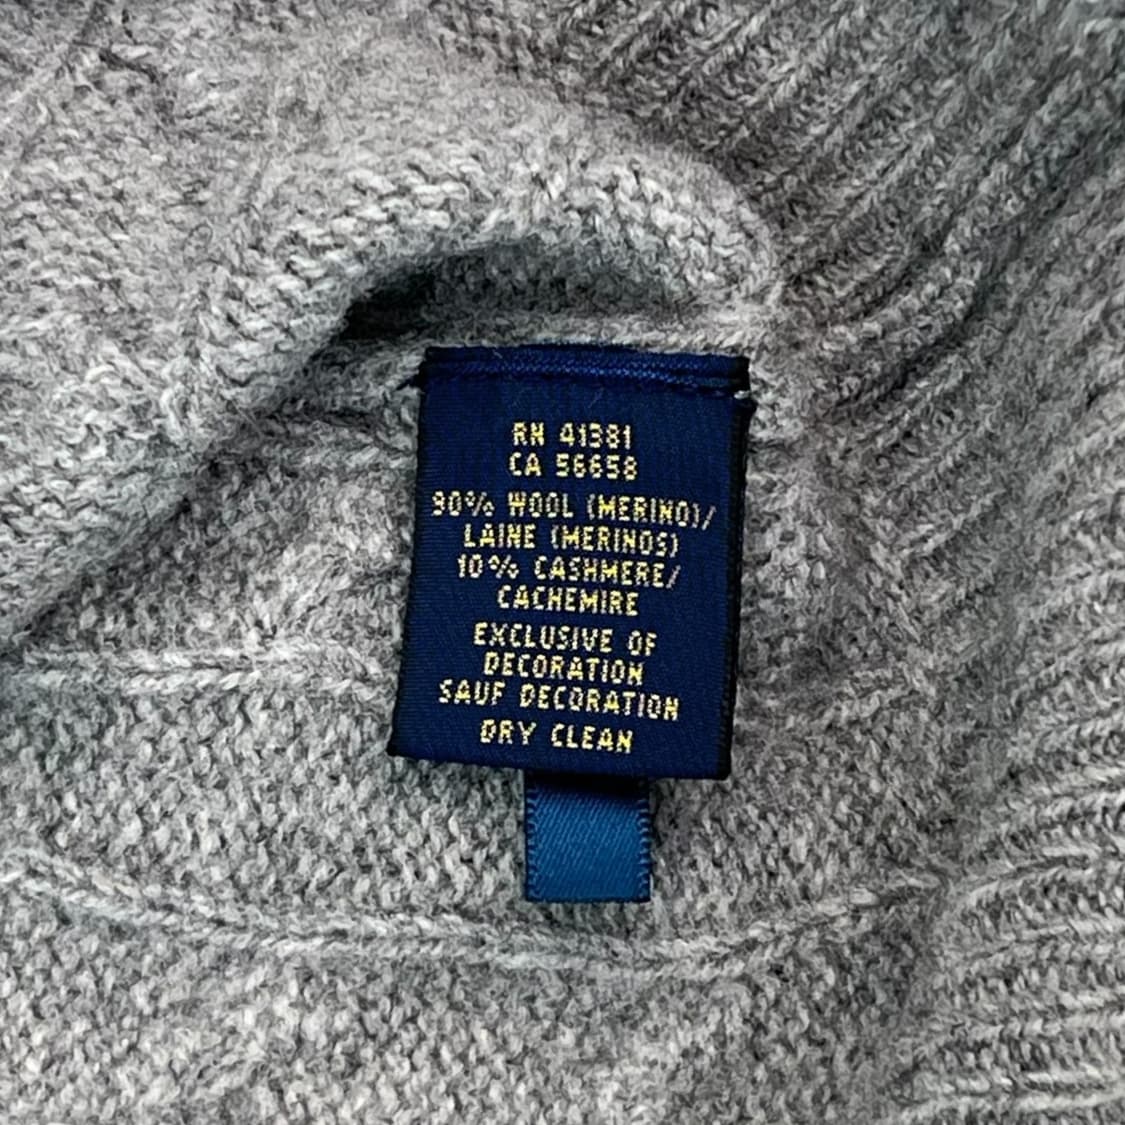 RN 41381
CA 56658
90% WOOL (MERINO)/
LAINE (MERINOS)
10% CASHMERE/
CACHEMIRE
EXCLUSIVE OF
DECORATION
SAUF DECORATION
DRY CLEAN